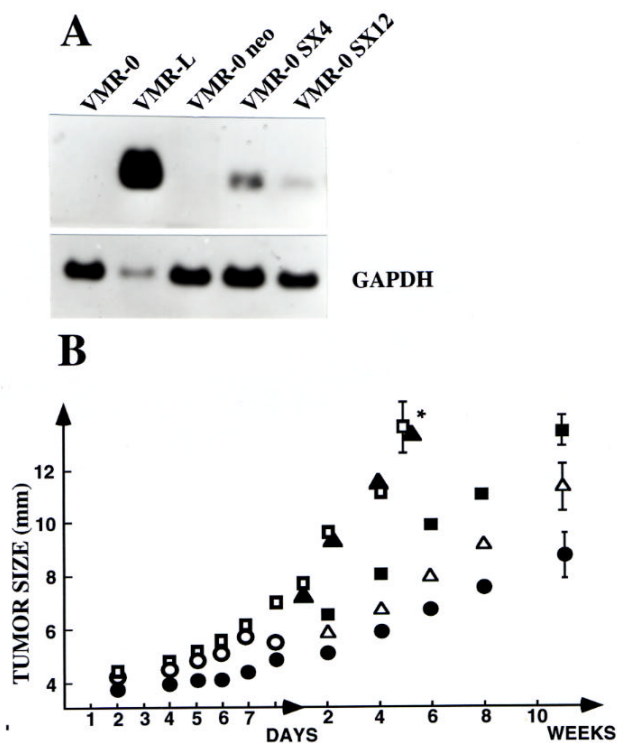 A
VMR-0
VMR-L
VMR-0 neo
VMR-0 SX4
VMR-0 SX12
GAPDH
B
TUMOR SIZE (mm)
12
10
8
6
4
*
1 2 3 4 5 6 7 2 4 6 8 10
DAYS
WEEKS